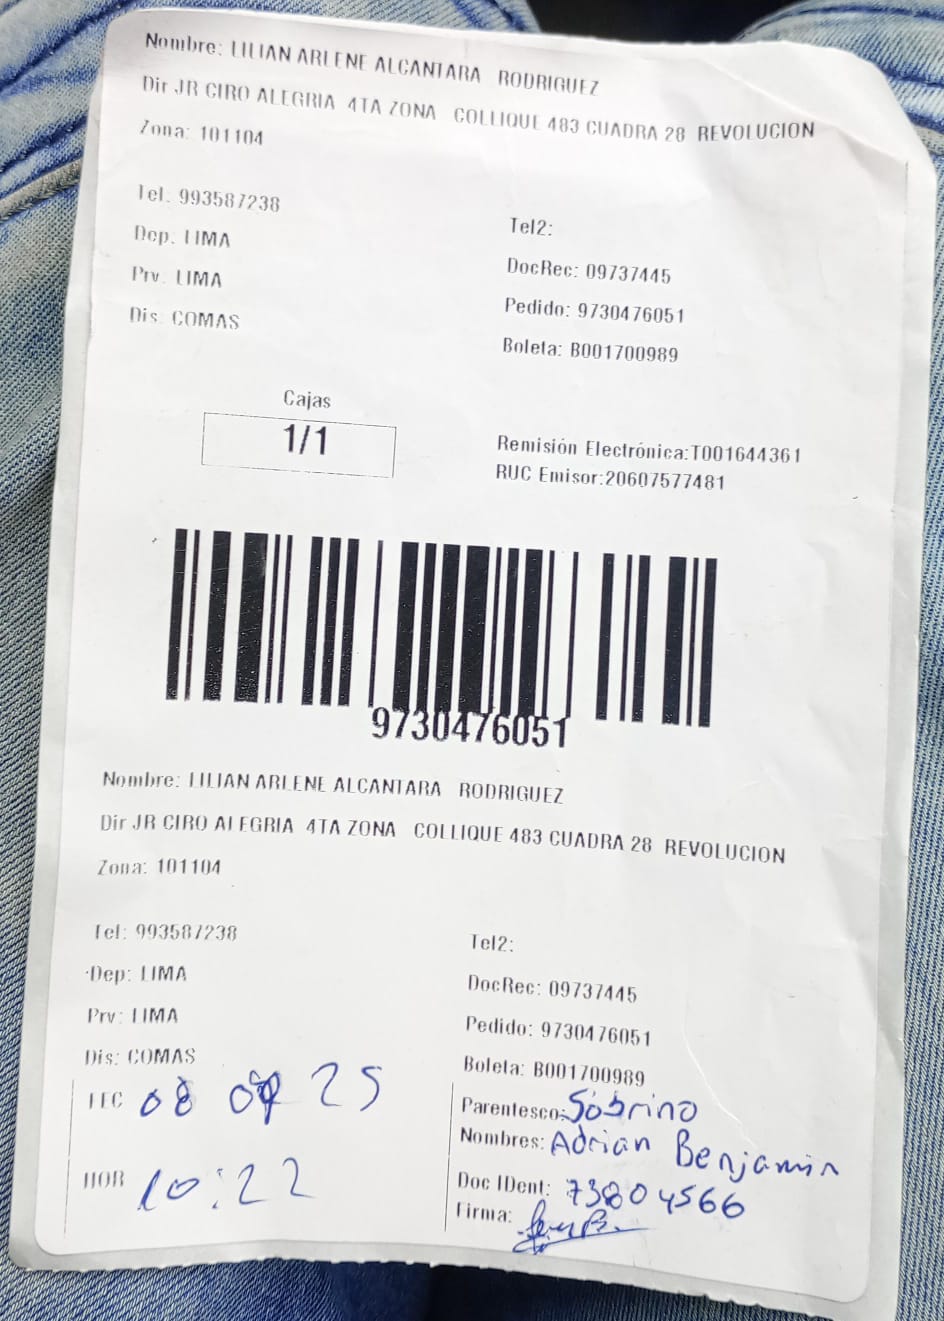 Nombre: LILIAN ARLENE ALCANTARA RODRIGUEZ
Dir JR CIRO ALEGRIA 4TA ZONA COLLIQUE 483 CUADRA 28 REVOLUCION
Zona: 101104
Tel. 993587238
Tel2:
Dep. LIMA
DocRec: 09737445
Prv. LIMA
Pedido: 9730476051
Dis: COMAS
Boleta: B001700989
Cajas
1/1
Remisión Electrónica:T001644361
RUC Emisor:20607577481
9730476051
Nombre: LILIAN ARLENE ALCANTARA RODRIGUEZ
Dir JR CIRO ALEGRIA 4TA ZONA COLLIQUE 483 CUADRA 28 REVOLUCION
Zona: 101104
Tel: 993587238
Tel2:
Dep: LIMA
DocRec: 09737445
Prv: LIMA
Pedido: 9730476051
Dis: COMAS
Boleta: B001700989
FEC 08 25
Parentesco: Sobrino
Nombres: Adrian Benjamin
HOR 10:22
Doc IDent: 73804566
Firma: